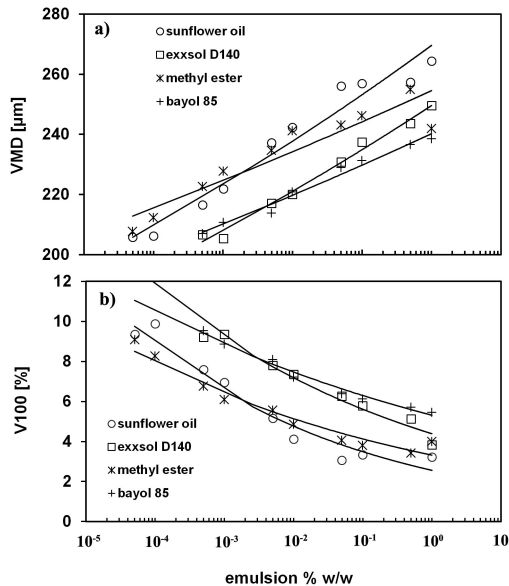 a)
sunflower oil
exxsol D140
methyl ester
bayol 85
VMD [µm]
280
260
240
220
200
b)
12
10
8
6
4
2
0
V100 [%]
sunflower oil
exxsol D140
methyl ester
bayol 85
10-5 10-4 10-3 10-2 10-1 100 10
emulsion % w/w